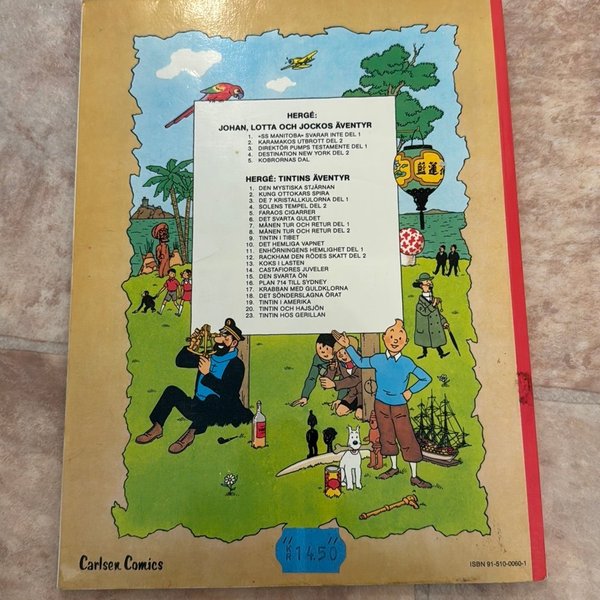 HERGÉ:
JOHAN, LOTTA OCH JOCKOS ÄVENTYR
1. «SS MANITOBA» SVARAR INTE DEL 1
2. KARAMAKOS UTBROTT DEL 2
3. DIREKTÖR PUMPS TESTAMENTE DEL 1
4. DESTINATION NEW YORK DEL 2
5. KOBRORNAS DAL
HERGÉ: TINTINS ÄVENTYR
1. DEN MYSTISKA STJÄRNAN
2. KUNG OTTOKARS SPIRA
3. DE 7 KRISTALLKULORNA DEL 1
4. SOLENS TEMPEL DEL 2
5. FARAOS CIGARRER
6. DET SVARTA GULDET
7. MÅNEN TUR OCH RETUR DEL 1
8. MÅNEN TUR OCH RETUR DEL 2
9. TINTIN I TIBET
10. DET HEMLIGA VAPNET
11. ENHÖRNINGENS HEMLIGHET DEL 1
12. RACKHAM DEN RÖDES SKATT DEL 2
13. KOKS I LASTEN
14. CASTAFIORES JUVELER
15. DEN SVARTA ÖN
16. PLAN 714 TILL SYDNEY
17. KRABBAN MED GULDKLORNA
18. DET SÖNDERSLAGNA ÖRAT
19. TINTIN I AMERIKA
20. TINTIN OCH HAJSJÖN
23. TINTIN HOS GERILLAN
KR 14.50
Carlsen Comics
ISBN 91-510-0060-1